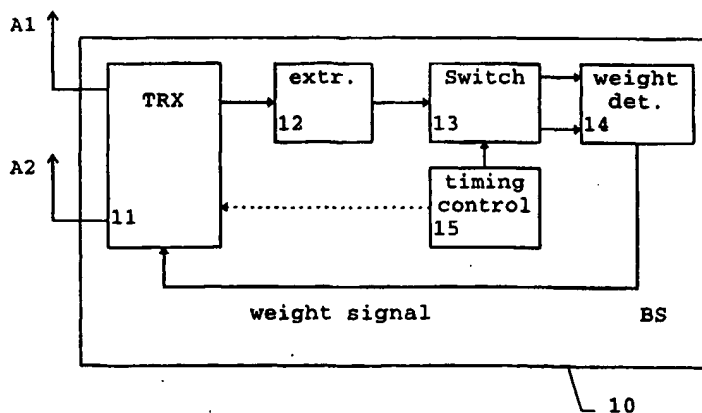 A1
extr.
Switch
weight
det.
TRX
12
13
14
A2
timing
control
11
15
weight signal
BS
10